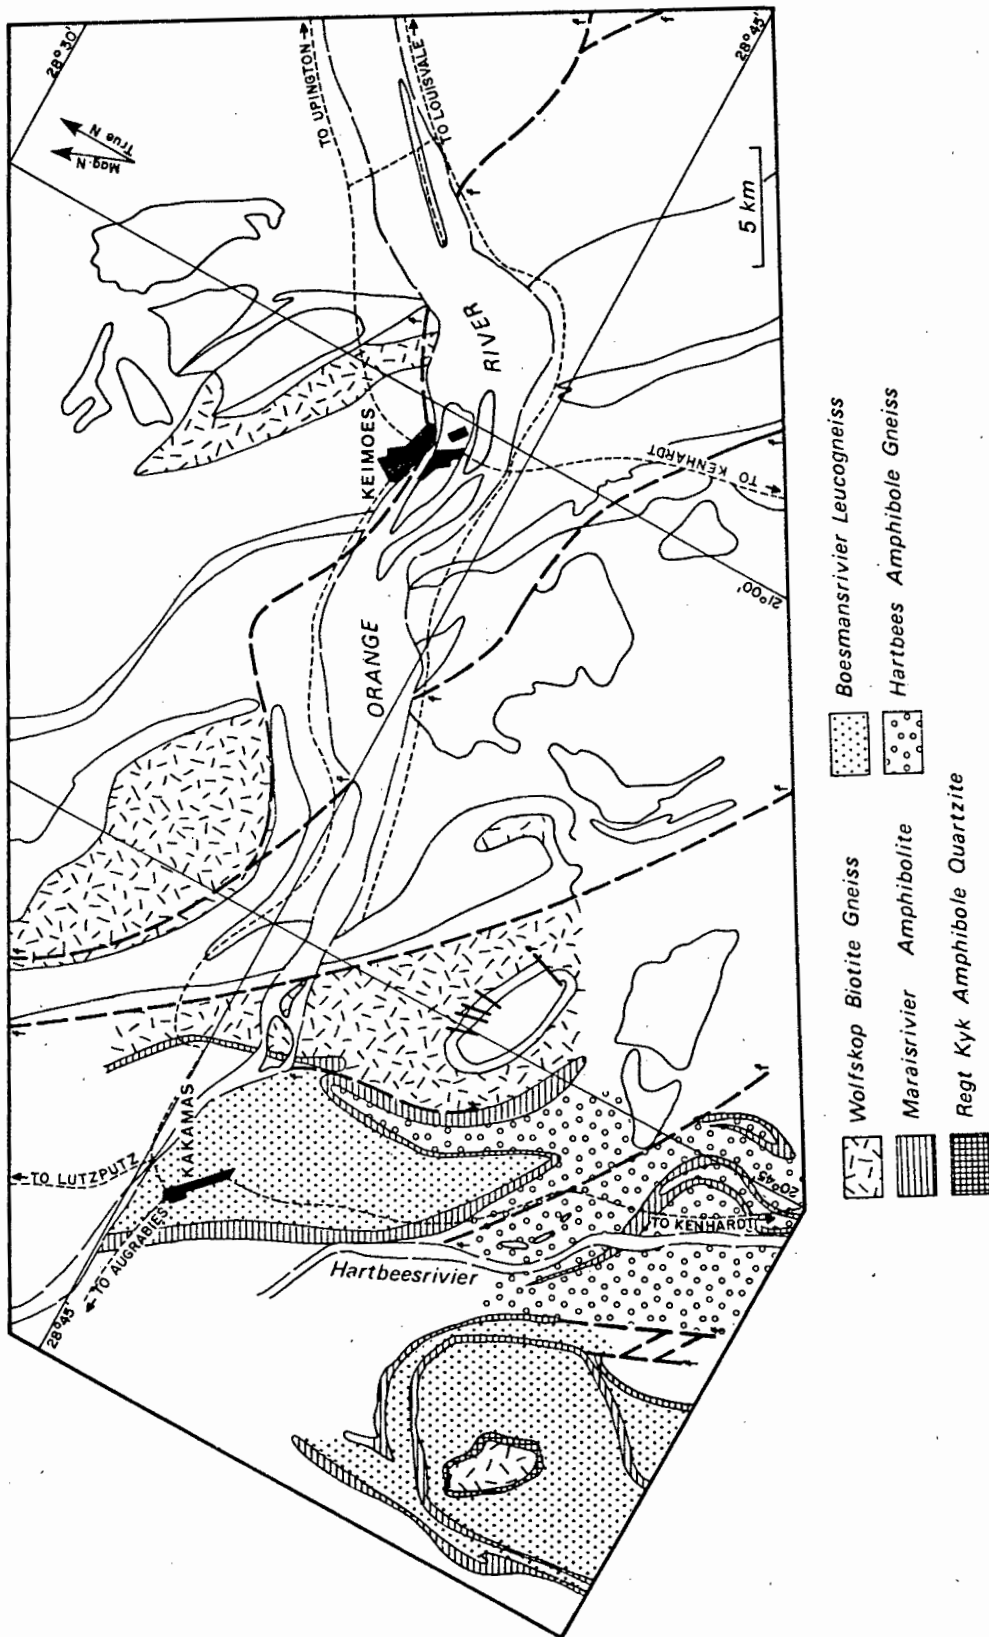 28°30'
True N
Mag. N
TO UPINGTON
TO LOUISVALE
28°45'
5 km
f
f
f
f
RIVER
KEIMOES
TO KENHARDT
f
21°00'
ORANGE
f
f
f
f
f
KAKAMAS
TO LUTZPUTZ
TO AUGRABIES
28°45'
f
f
f
20°45'
TO KENHARDT
Hartbeesrivier
f
Wolfskop Biotite Gneiss
Maraisrivier Amphibolite
Regt Kyk Amphibole Quartzite
Boesmansrivier Leucogneiss
Hartbees Amphibole Gneiss